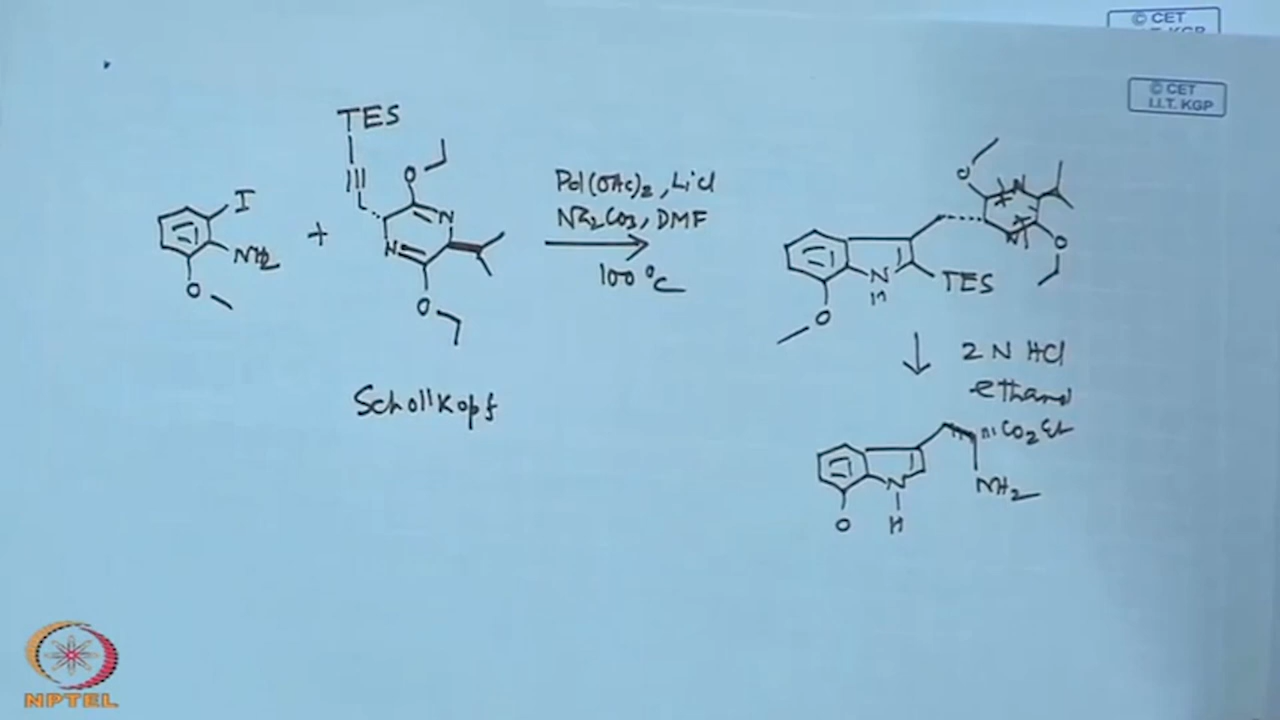 © CET
I.I.T. KGP
© CET
I.I.T. KGP
TES
O
I
NH2
O
+
N
N
O
Pd(OAc)2, LiCl
Na2CO3, DMF
100 °C
O
N
N
O
N
H
TES
O
Schollkopf
2 N HCl
ethanol
CO2Et
NH2
N
H
O
NPTEL